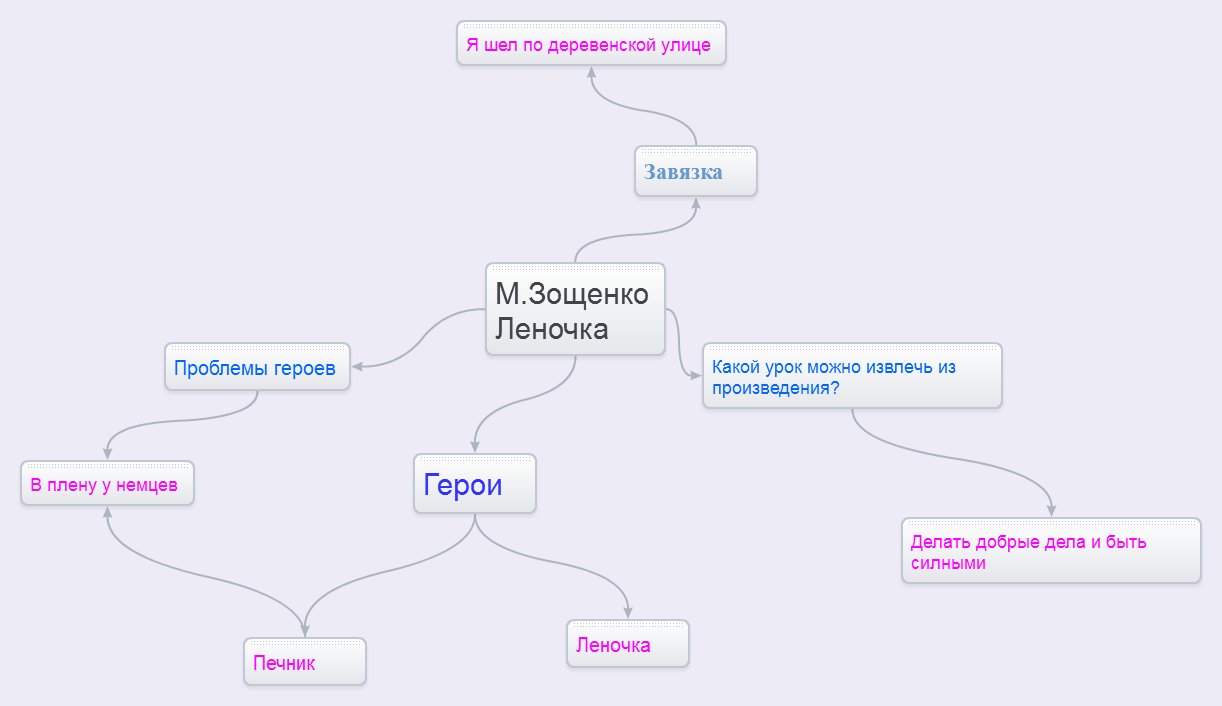 Я шел по деревенской улице
Завязка
М.Зощенко
Леночка
Проблемы героев
Какой урок можно извлечь из
произведения?
В плену у немцев
Герои
Делать добрые дела и быть
силными
Печник
Леночка